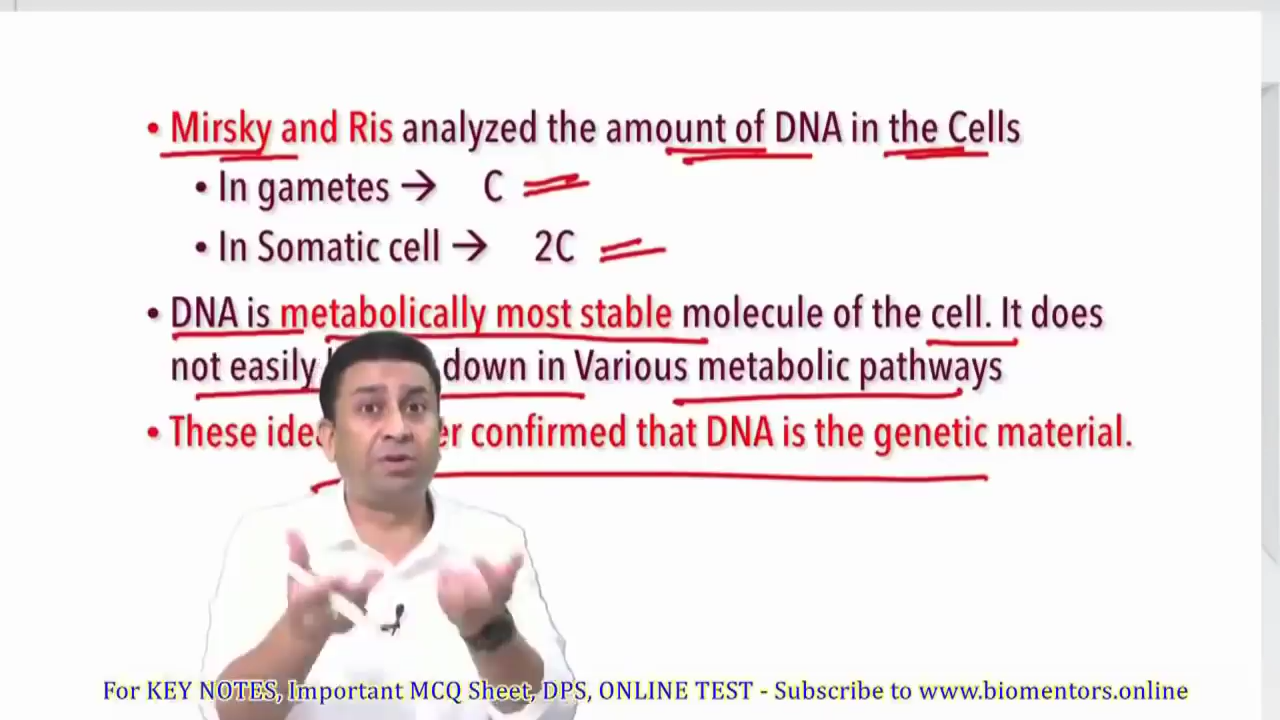 • Mirsky and Ris analyzed the amount of DNA in the Cells
• In gametes → C
• In Somatic cell → 2C
• DNA is metabolically most stable molecule of the cell. It does
not easily down in Various metabolic pathways
• These confirmed that DNA is the genetic material.
For KEY NOTES, Important MCQ Sheet, DPS, ONLINE TEST - Subscribe to www.biomentors.online